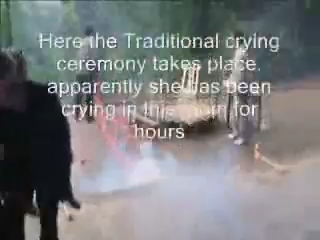 Here the Traditional crying
ceremony takes place.
apparently she has been
crying in this room for
hours